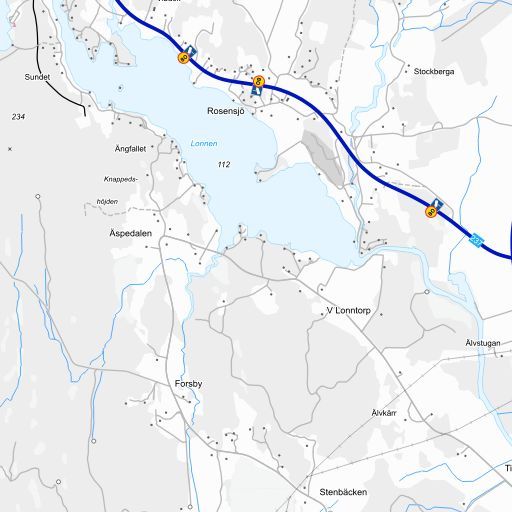 Sundet
Stockberga
234
Rosensjö
Lonnen
Ängfallet
112
Knappeds-
höjden
Äspedalen
V Lonntorp
Älvstugan
Forsby
Älvkärr
Stenbäcken